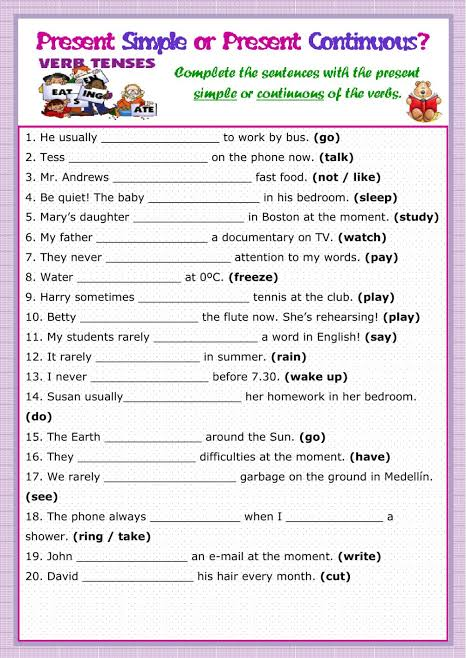 Present Simple or Present Continuous?
VERB TENSES
EAT
ING
S
ATE
Complete the sentences with the present
simple or continuous of the verbs.
1. He usually ____________________ to work by bus. (go)
2. Tess ____________________ on the phone now. (talk)
3. Mr. Andrews ____________________ fast food. (not / like)
4. Be quiet! The baby ________________ in his bedroom. (sleep)
5. Mary's daughter ________________ in Boston at the moment. (study)
6. My father ________________ a documentary on TV. (watch)
7. They never __________________ attention to my words. (pay)
8. Water ________________ at 0ºC. (freeze)
9. Harry sometimes ________________ tennis at the club. (play)
10. Betty _________________ the flute now. She's rehearsing! (play)
11. My students rarely _______________ a word in English! (say)
12. It rarely _______________ in summer. (rain)
13. I never _________________ before 7.30. (wake up)
14. Susan usually_________________ her homework in her bedroom.
(do)
15. The Earth ______________ around the Sun. (go)
16. They _________________ difficulties at the moment. (have)
17. We rarely ___________________ garbage on the ground in Medellín.
(see)
18. The phone always _____________ when I ______________ a
shower. (ring / take)
19. John ________________ an e-mail at the moment. (write)
20. David ________________ his hair every month. (cut)